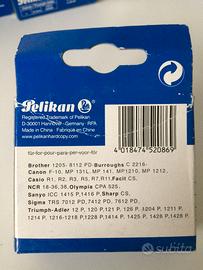 Pelikan
Registered Trademark of Pelikan
D-30001 Hannover - Germany - RFA
Made in China · Fabriqué en Chine
www.pelikanhardcopy.com
4 018474 520869
für-for-pour-para-per-voor-för
Brother 1205- 8112 PD-Burroughs C 2216-
Canon F-10, MP 131L, MP 141, MP1210, MP 1212,
Casio R1, R2, R3, R5, R7, R11, Facit CS,
NCR 18-36,38, Olympia CPA 525,
Sanyo ICC 1415 P,1416 P, Sharp CS,
Sigma TRS 7012 PD, 7412 PD, 7612 PD,
Triumph-Adler 12 P, 120 P, 121 P, 1121 P, 1211 P,
1214 P, 1216-1218 P, 1228 P, 1414 P, 1425 P, 1428 P
subito